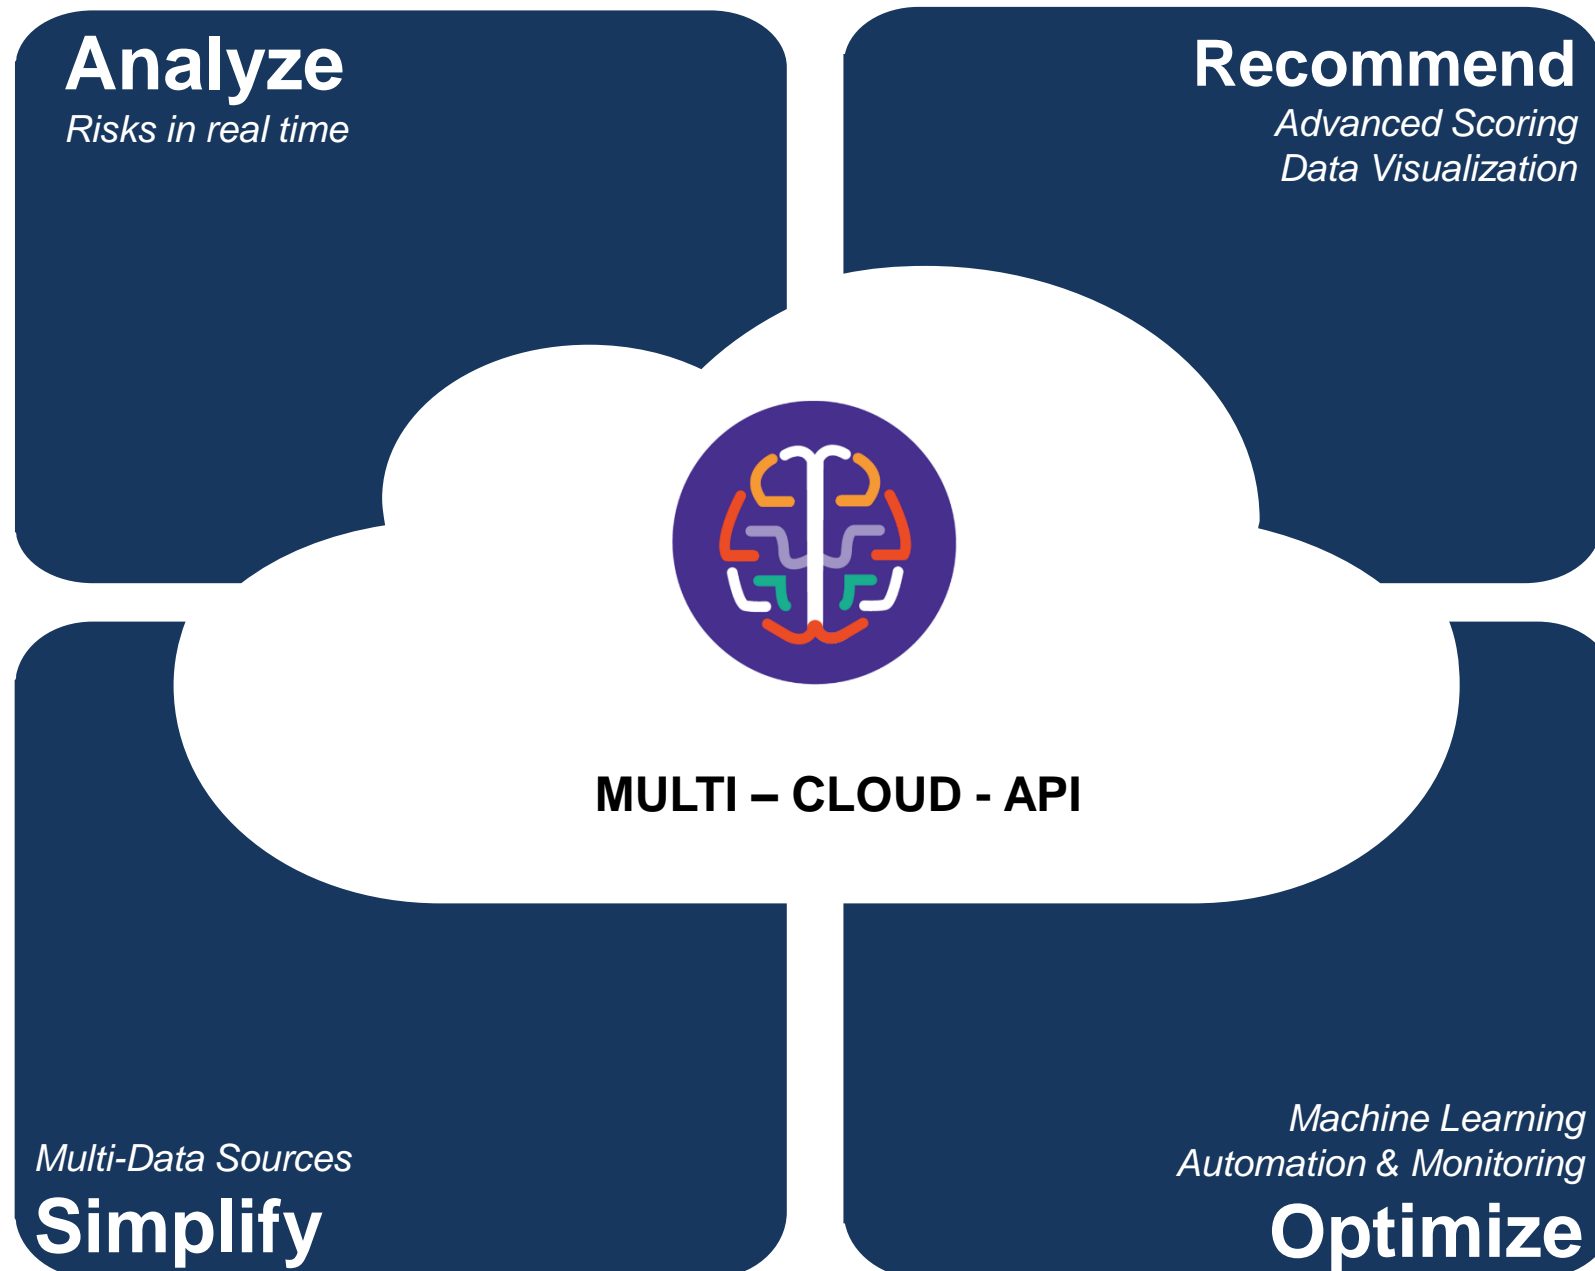 Analyze
Risks in real time
Recommend
Advanced Scoring
Data Visualization
MULTI – CLOUD - API
Multi-Data Sources
Simplify
Machine Learning
Automation & Monitoring
Optimize